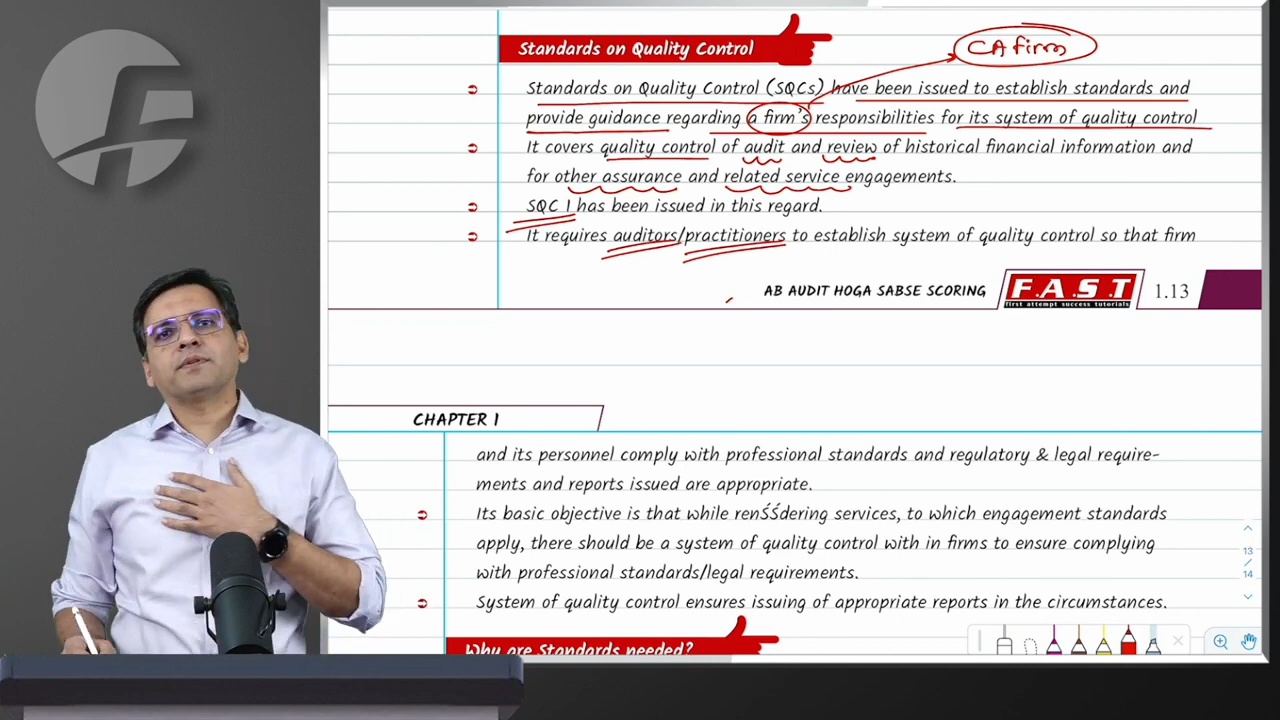 Standards on Quality Control
CA firm
➲ Standards on Quality Control (SQCs) have been issued to establish standards and
provide guidance regarding a firm's responsibilities for its system of quality control
It covers quality control of audit and review of historical financial information and
for other assurance and related service engagements.
➲ SQC 1 has been issued in this regard.
➲ It requires auditors/practitioners to establish system of quality control so that firm
AB AUDIT HOGA SABSE SCORING
F.A.S.T
first attempt success tutorials
1.13
CHAPTER 1
and its personnel comply with professional standards and regulatory & legal require-
ments and reports issued are appropriate.
➲ Its basic objective is that while renŚŚdering services, to which engagement standards
apply, there should be a system of quality control with in firms to ensure complying
with professional standards/legal requirements.
➲ System of quality control ensures issuing of appropriate reports in the circumstances.
Why are Standards needed?
13
/
14